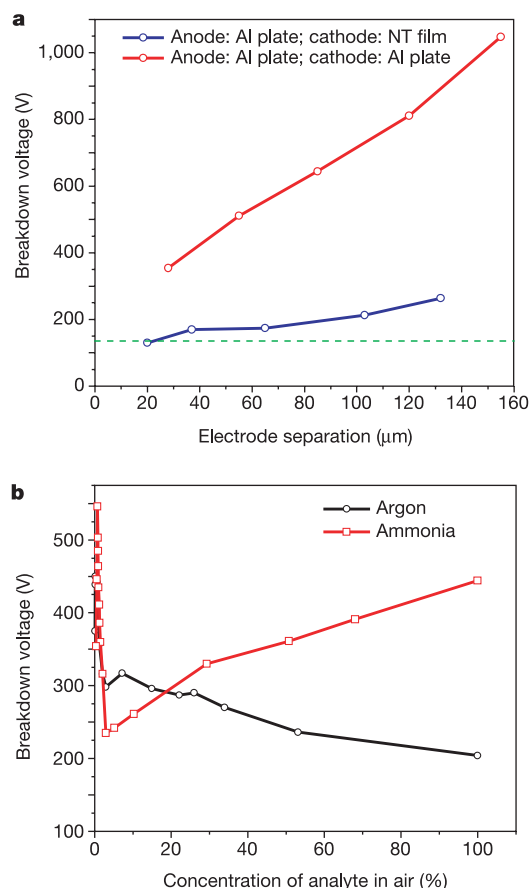 a
Anode: Al plate; cathode: NT film
Anode: Al plate; cathode: Al plate
1,000
800
600
400
200
0
Breakdown voltage (V)
0 20 40 60 80 100 120 140 160
Electrode separation (μm)
b
Argon
Ammonia
500
400
300
200
100
Breakdown voltage (V)
0 20 40 60 80 100
Concentration of analyte in air (%)